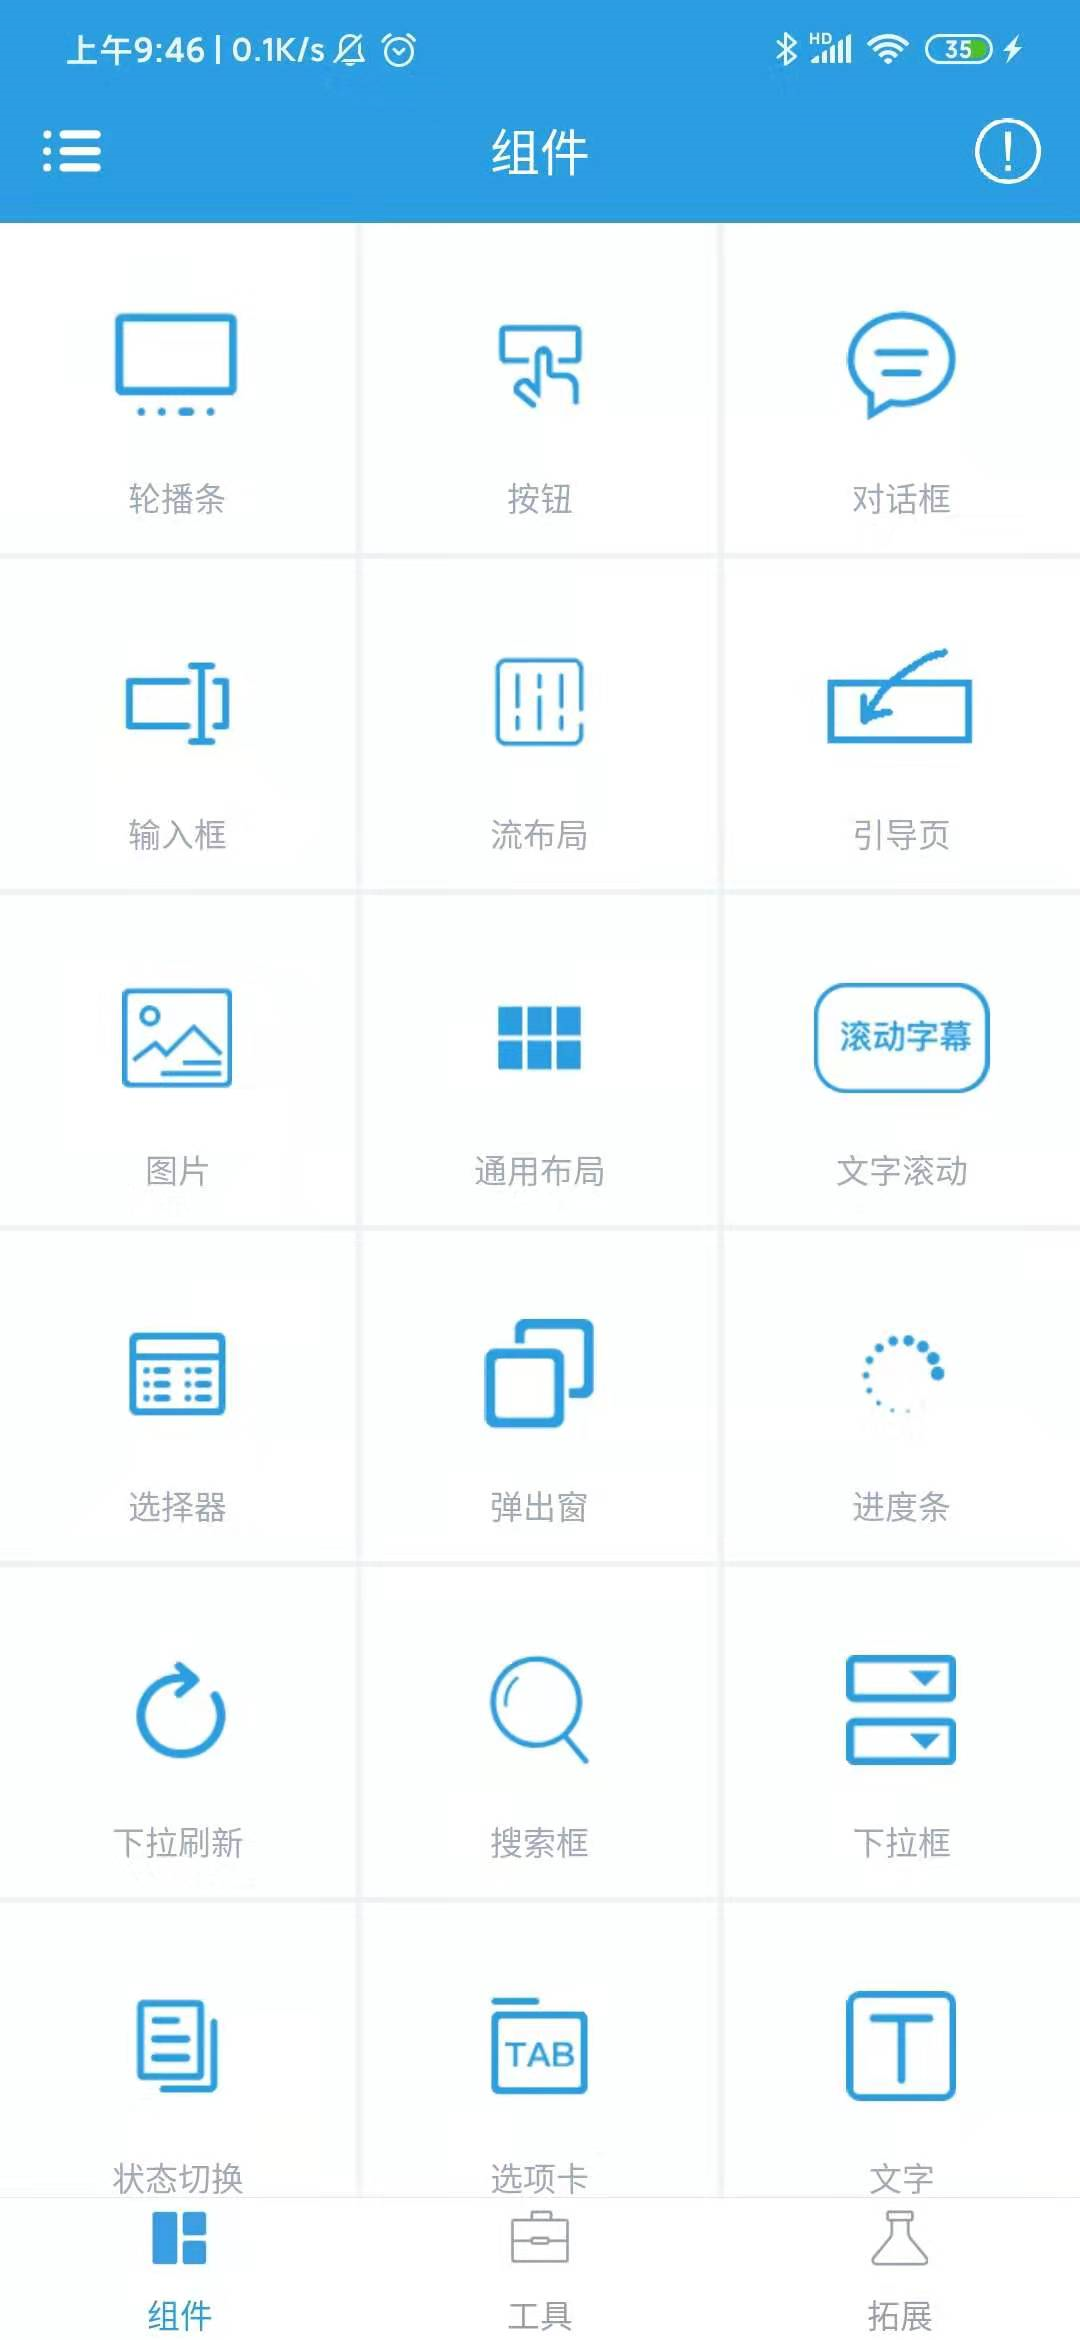 上午9:46 | 0.1K/s HD 35
组件
轮播条 按钮 对话框
输入框 流布局 引导页
滚动字幕
图片 通用布局 文字滚动
选择器 弹出窗 进度条
下拉刷新 搜索框 下拉框
TAB T
状态切换 选项卡 文字
组件 工具 拓展